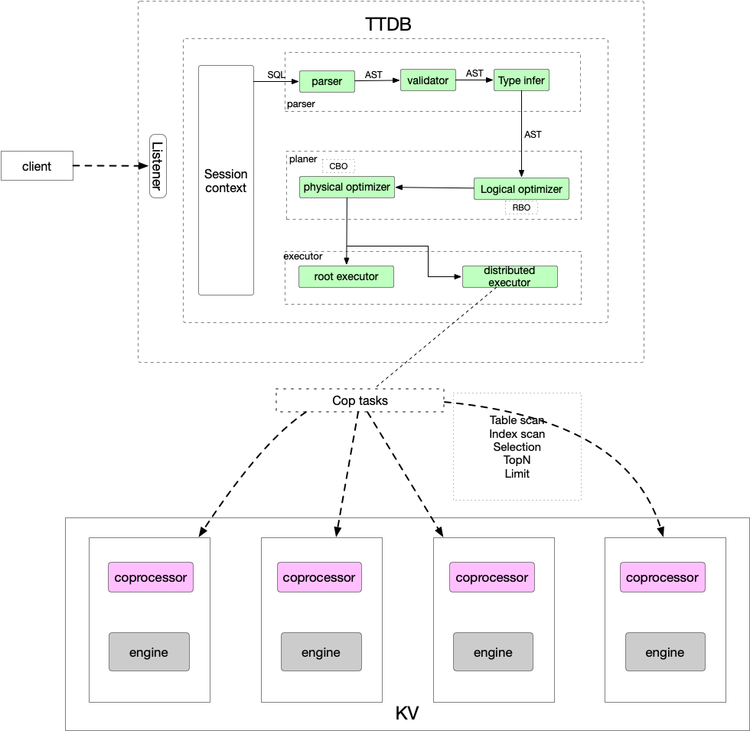 TTDB
client
Listener
Session
context
SQL
parser
AST
validator
AST
Type infer
parser
AST
planer
CBO
physical optimizer
Logical optimizer
RBO
executor
root executor
distributed
executor
Cop tasks
Table scan
Index scan
Selection
TopN
Limit
coprocessor
coprocessor
coprocessor
coprocessor
engine
engine
engine
engine
KV